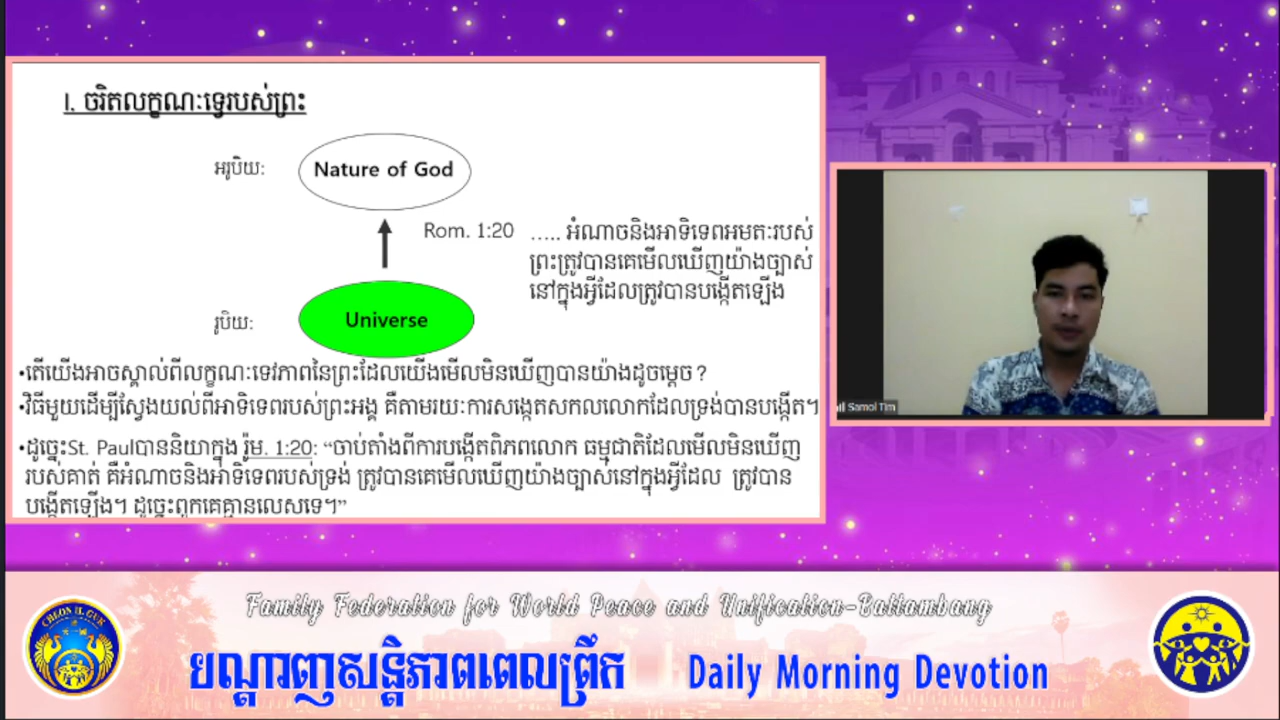 I. ចរិតលក្ខណៈទ្វេរបស់ព្រះ
អរូបិយៈ
Nature of God
Rom. 1:20
..... អំណាចនិងអាទិទេពអមតៈរបស់
ព្រះត្រូវបានគេមើលឃើញយ៉ាងច្បាស់
នៅក្នុងអ្វីដែលត្រូវបានបង្កើតឡើង
រូបិយៈ
Universe
•តើយើងអាចស្គាល់ពីលក្ខណៈទេវភាពនៃព្រះដែលយើងមើលមិនឃើញបានយ៉ាងដូចម្តេច ?
•វិធីមួយដើម្បីស្វែងយល់ពីអាទិទេពរបស់ព្រះអង្គ គឺតាមរយៈការសង្កេតសកលលោកដែលទ្រង់បានបង្កើត។
•ដូច្នេះSt. Paulបាននិយាក្នុង រ៉ូម. 1:20: “ចាប់តាំងពីការបង្កើតពិភពលោក ធម្មជាតិដែលមើលមិនឃើញ
របស់គាត់ គឺអំណាចនិងអាទិទេពរបស់ទ្រង់ ត្រូវបានគេមើលឃើញយ៉ាងច្បាស់នៅក្នុងអ្វីដែល ត្រូវបាន
បង្កើតឡើង។ ដូច្នេះពួកគេគ្មានលេសទេ។”
Samol Tim
Family Federation for World Peace and Unification-Battambang
បណ្តាញសន្តិភាពពេលព្រឹក
Daily Morning Devotion
CHEON IL GUK